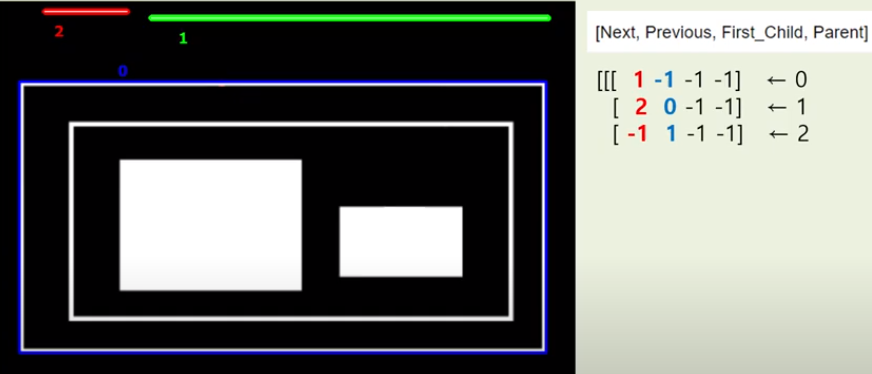 2
1
0
[Next, Previous, First_Child, Parent]
[[[ 1 -1 -1 -1] ← 0
[ 2 0 -1 -1] ← 1
[ -1 1 -1 -1] ← 2